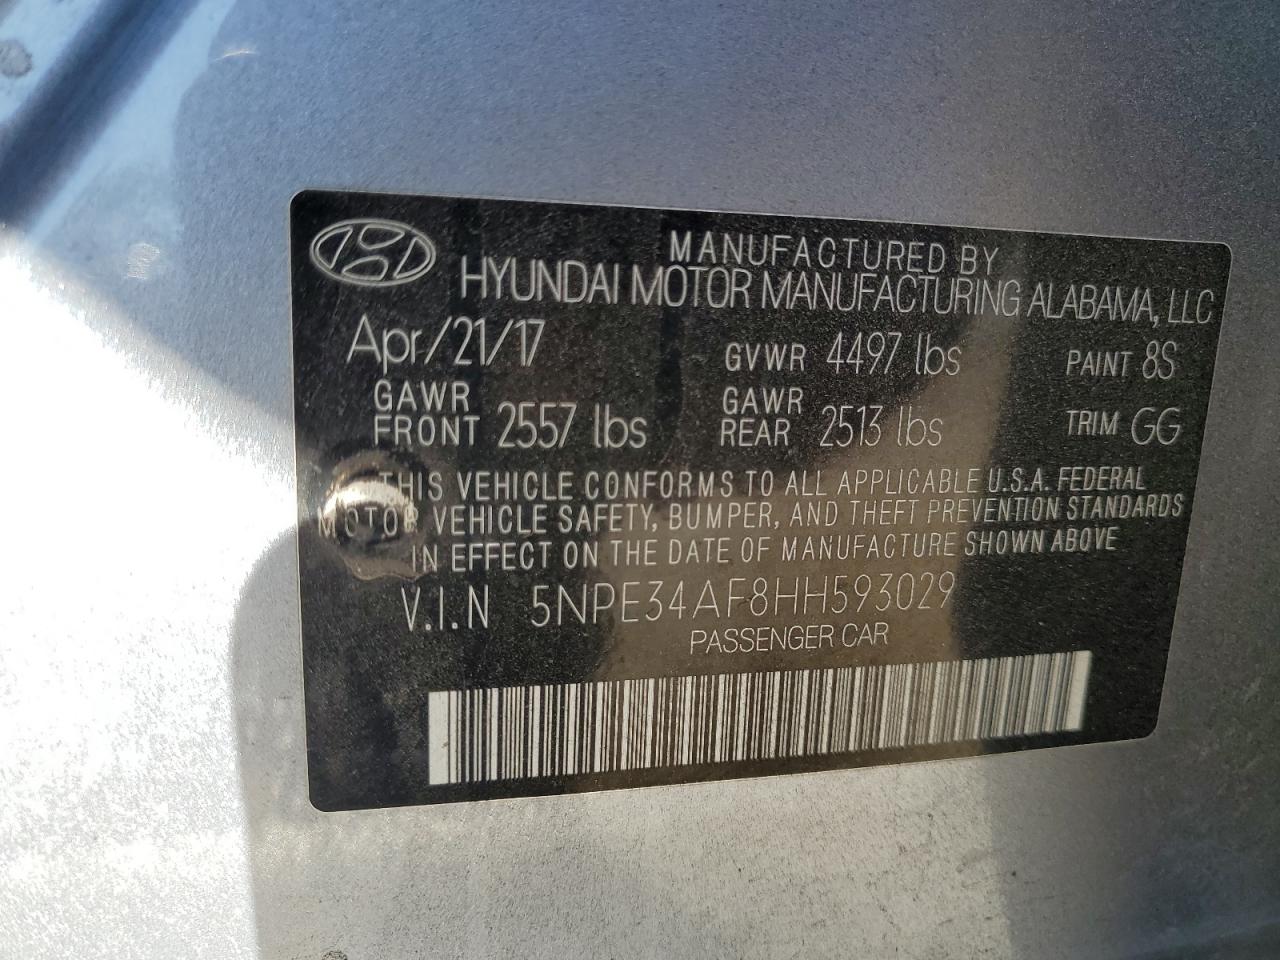 MANUFACTURED BY
HYUNDAI MOTOR MANUFACTURING ALABAMA, LLC
Apr/21/17 GVWR 4497 lbs PAINT 8S
GAWR FRONT 2557 lbs GAWR REAR 2513 lbs TRIM GG
THIS VEHICLE CONFORMS TO ALL APPLICABLE U.S.A. FEDERAL
MOTOR VEHICLE SAFETY, BUMPER, AND THEFT PREVENTION STANDARDS
IN EFFECT ON THE DATE OF MANUFACTURE SHOWN ABOVE
V.I.N 5NPE34AF8HH593029
PASSENGER CAR